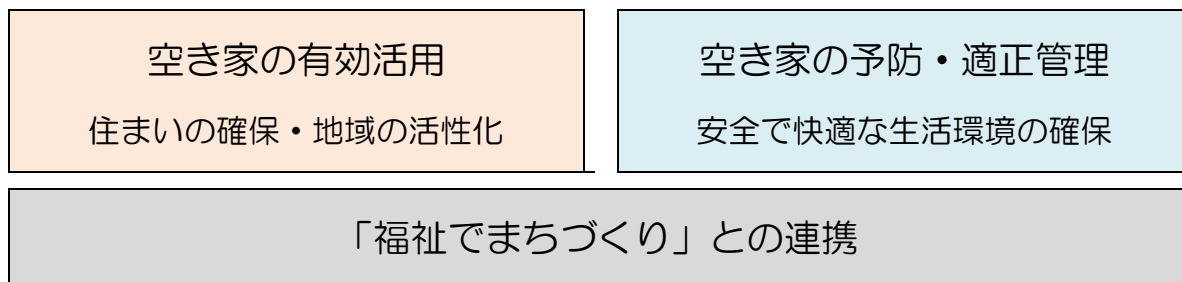 空き家の有効活用
住まいの確保・地域の活性化
空き家の予防・適正管理
安全で快適な生活環境の確保
「福祉でまちづくり」との連携